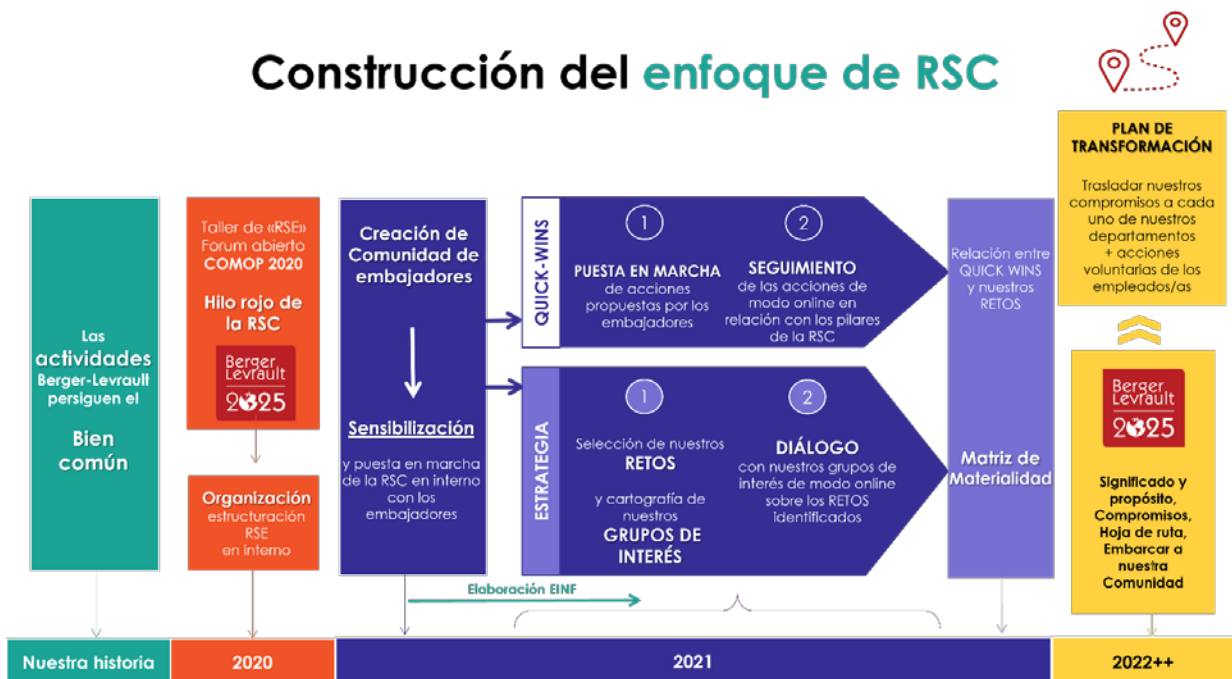 Construcción del enfoque de RSC
Las
actividades
Berger-Levrault
persiguen el
Bien
común
Taller de «RSE»
Forum abierto
COMOP 2020
Hilo rojo de
la RSC
Berger
Levrault
2025
Organización
estructuración
RSE
en interno
Creación de
Comunidad de
embajadores
Sensibilización
y puesta en marcha
de la RSC en interno
con los
embajadores
QUICK-WINS
1
PUESTA EN MARCHA
de acciones
propuestas por los
embajadores
2
SEGUIMIENTO
de las acciones de
modo online en
relación con los pilares
de la RSC
ESTRATEGIA
1
Selección de nuestros
RETOS
y cartografía de
nuestros
GRUPOS DE
INTERÉS
2
DIÁLOGO
con nuestros grupos de
interés de modo online
sobre los RETOS
identificados
Relación entre
QUICK WINS
y nuestros
RETOS
Matriz de
Materialidad
PLAN DE
TRANSFORMACIÓN
Trasladar nuestros
compromisos a cada
uno de nuestros
departamentos
+ acciones
voluntarias de los
empleados/as
Berger
Levrault
2025
Significado y
propósito,
Compromisos,
Hoja de ruta,
Embarcar a
nuestra
Comunidad
Elaboración EINF
Nuestra historia
2020
2021
2022++